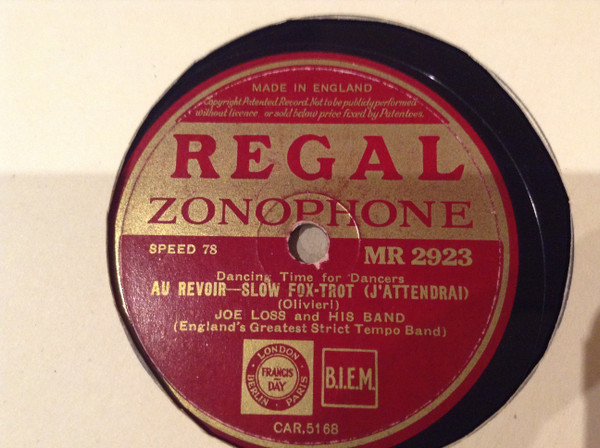 MADE IN ENGLAND
Copyright Patented Record. Not to be publicly performed
without licence or sold below price fixed by Patentees.
REGAL
ZONOPHONE
SPEED 78
MR 2923
Dancing Time for Dancers
AU REVOIR—SLOW FOX-TROT (J'ATTENDRAI)
(Olivieri)
JOE LOSS and HIS BAND
(England's Greatest Strict Tempo Band)
LONDON
FRANCIS
DAY
BERLIN PARIS
B.I.E.M.
CAR.5168